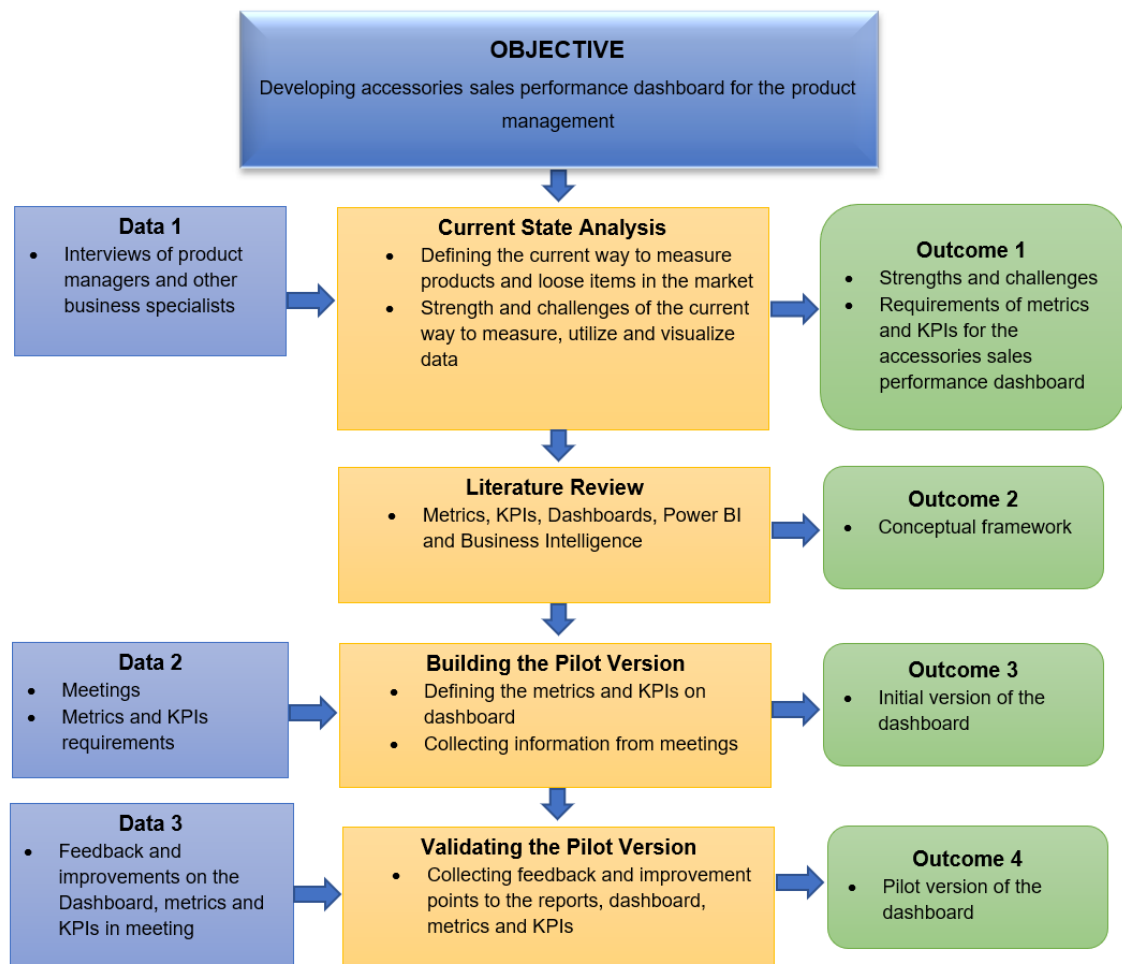 OBJECTIVE
Developing accessories sales performance dashboard for the product
management
Data 1
• Interviews of product
managers and other
business specialists
Current State Analysis
• Defining the current way to measure
products and loose items in the market
• Strength and challenges of the current
way to measure, utilize and visualize
data
Outcome 1
• Strengths and challenges
• Requirements of metrics
and KPIs for the
accessories sales
performance dashboard
Literature Review
• Metrics, KPIs, Dashboards, Power BI
and Business Intelligence
Outcome 2
• Conceptual framework
Data 2
• Meetings
• Metrics and KPIs
requirements
Building the Pilot Version
• Defining the metrics and KPIs on
dashboard
• Collecting information from meetings
Outcome 3
• Initial version of the
dashboard
Data 3
• Feedback and
improvements on the
Dashboard, metrics and
KPIs in meeting
Validating the Pilot Version
• Collecting feedback and improvement
points to the reports, dashboard,
metrics and KPIs
Outcome 4
• Pilot version of the
dashboard